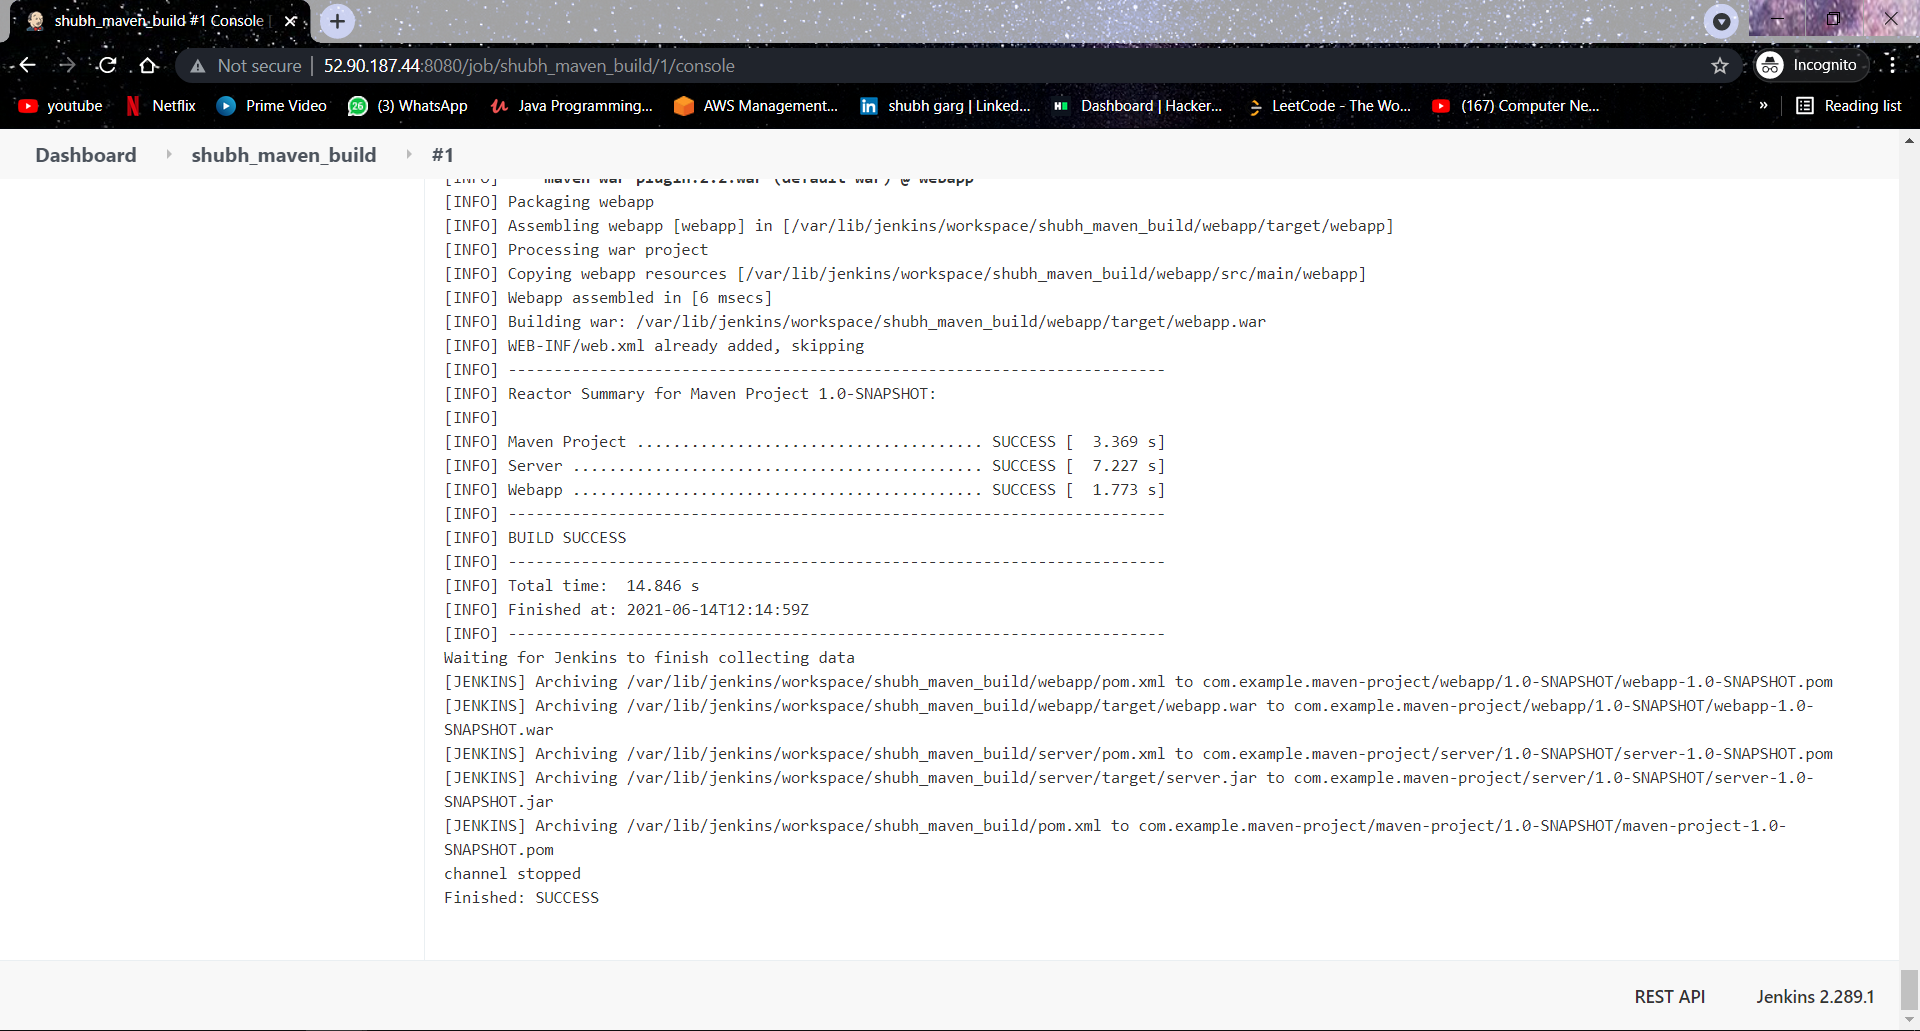 shubh_maven_build #1 Console
Not secure
52.90.187.44:8080/job/shubh_maven_build/1/console
Incognito
youtube
Netflix
Prime Video
(3) WhatsApp
Java Programming...
AWS Management...
shubh garg | Linked...
Dashboard | Hacker...
LeetCode - The Wo...
(167) Computer Ne...
»
Reading list
Dashboard
shubh_maven_build
#1
[INFO] maven war plugin:2.2:war (default war) @ webapp
[INFO] Packaging webapp
[INFO] Assembling webapp [webapp] in [/var/lib/jenkins/workspace/shubh_maven_build/webapp/target/webapp]
[INFO] Processing war project
[INFO] Copying webapp resources [/var/lib/jenkins/workspace/shubh_maven_build/webapp/src/main/webapp]
[INFO] Webapp assembled in [6 msecs]
[INFO] Building war: /var/lib/jenkins/workspace/shubh_maven_build/webapp/target/webapp.war
[INFO] WEB-INF/web.xml already added, skipping
[INFO] ------------------------------------------------------------------------
[INFO] Reactor Summary for Maven Project 1.0-SNAPSHOT:
[INFO]
[INFO] Maven Project ...................................... SUCCESS [  3.369 s]
[INFO] Server ............................................. SUCCESS [  7.227 s]
[INFO] Webapp ............................................. SUCCESS [  1.773 s]
[INFO] ------------------------------------------------------------------------
[INFO] BUILD SUCCESS
[INFO] ------------------------------------------------------------------------
[INFO] Total time:  14.846 s
[INFO] Finished at: 2021-06-14T12:14:59Z
[INFO] ------------------------------------------------------------------------
Waiting for Jenkins to finish collecting data
[JENKINS] Archiving /var/lib/jenkins/workspace/shubh_maven_build/webapp/pom.xml to com.example.maven-project/webapp/1.0-SNAPSHOT/webapp-1.0-SNAPSHOT.pom
[JENKINS] Archiving /var/lib/jenkins/workspace/shubh_maven_build/webapp/target/webapp.war to com.example.maven-project/webapp/1.0-SNAPSHOT/webapp-1.0-
SNAPSHOT.war
[JENKINS] Archiving /var/lib/jenkins/workspace/shubh_maven_build/server/pom.xml to com.example.maven-project/server/1.0-SNAPSHOT/server-1.0-SNAPSHOT.pom
[JENKINS] Archiving /var/lib/jenkins/workspace/shubh_maven_build/server/target/server.jar to com.example.maven-project/server/1.0-SNAPSHOT/server-1.0-
SNAPSHOT.jar
[JENKINS] Archiving /var/lib/jenkins/workspace/shubh_maven_build/pom.xml to com.example.maven-project/maven-project/1.0-SNAPSHOT/maven-project-1.0-
SNAPSHOT.pom
channel stopped
Finished: SUCCESS
REST API
Jenkins 2.289.1